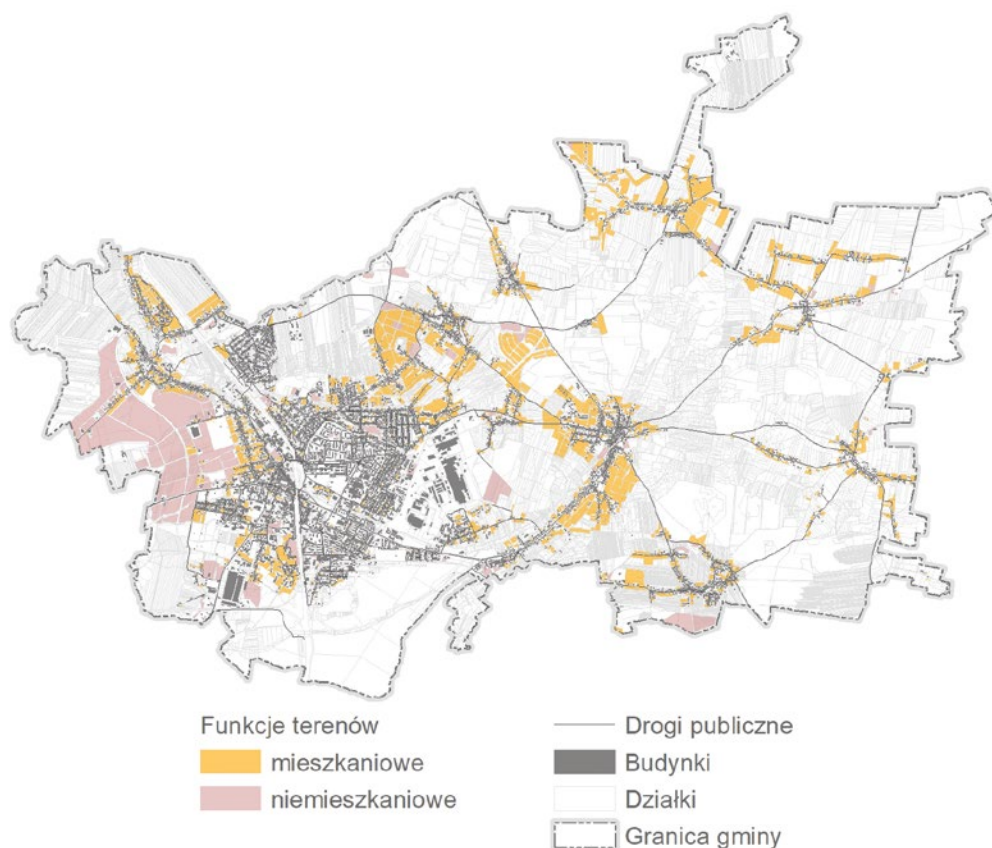 Funkcje terenów
mieszkaniowe
niemieszkaniowe
Drogi publiczne
Budynki
Działki
Granica gminy